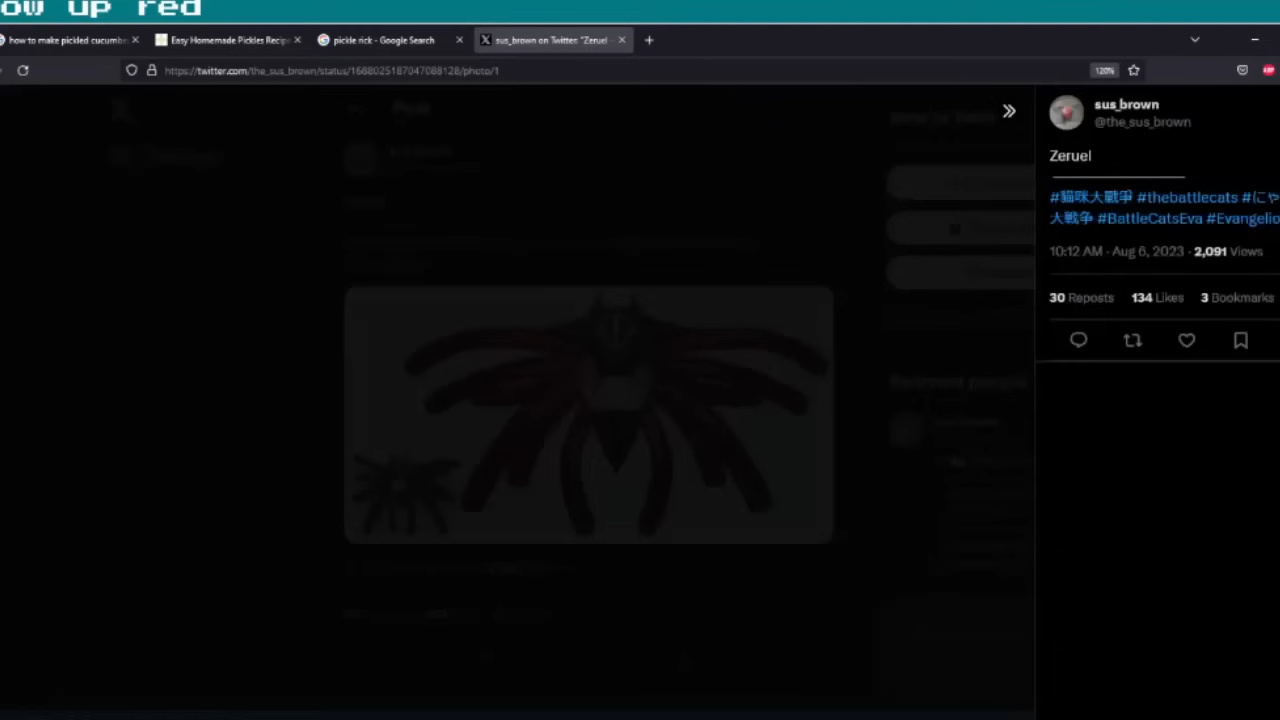 ow up red
how to make pickled cucumbe
Easy Homemade Pickles Recip
pickle rick - Google Search
sus_brown on Twitter: "Zeruel
https://twitter.com/the_sus_brown/status/1688025187047088128/photo/1
120%
Post
sus_brown
@the_sus_brown
Zeruel
#貓咪大戰爭 #thebattlecats #にゃ
大戦争 #BattleCatsEva #Evangelio
10:12 AM · Aug 6, 2023 · 2,091 Views
30 Reposts 134 Likes 3 Bookmarks